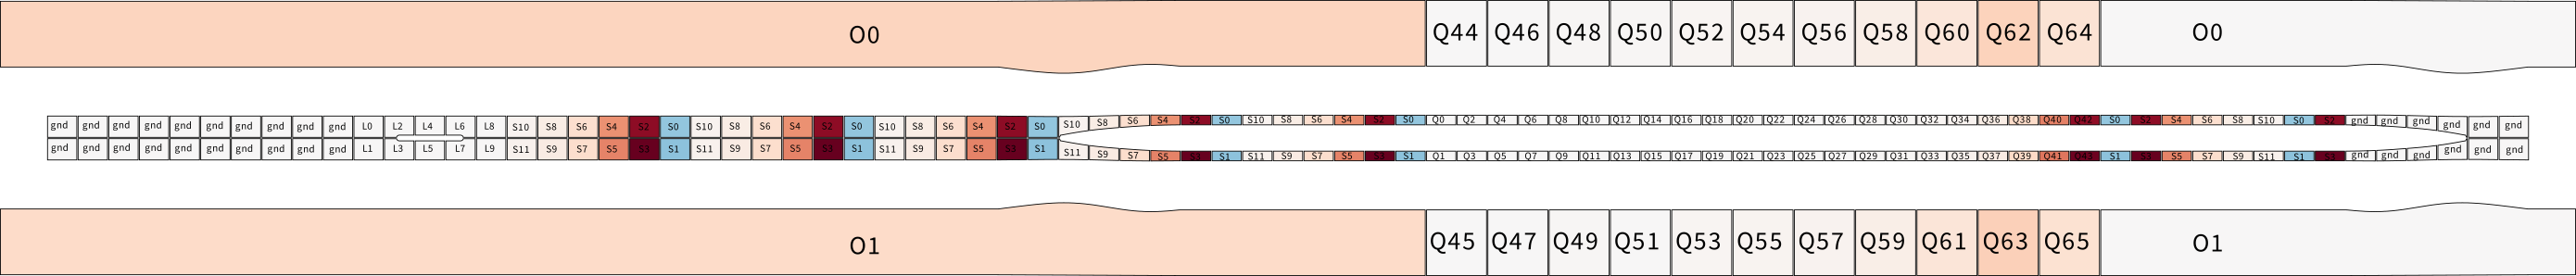 O0 Q44 Q46 Q48 Q50 Q52 Q54 Q56 Q58 Q60 Q62 Q64 O0
gnd gnd gnd gnd gnd gnd gnd gnd gnd gnd L0 L2 L4 L6 L8 S10 S8 S6 S4 S2 S0 S10 S8 S6 S4 S2 S0 S10 S8 S6 S4 S2 S0 S10 S8 S6 S4 S2 S0 S10 S8 S6 S4 S2 S0 Q0 Q2 Q4 Q6 Q8 Q10 Q12 Q14 Q16 Q18 Q20 Q22 Q24 Q26 Q28 Q30 Q32 Q34 Q36 Q38 Q40 Q42 S0 S2 S4 S6 S8 S10 S0 S2 gnd gnd gnd gnd gnd gnd
gnd gnd gnd gnd gnd gnd gnd gnd gnd gnd L1 L3 L5 L7 L9 S11 S9 S7 S5 S3 S1 S11 S9 S7 S5 S3 S1 S11 S9 S7 S5 S3 S1 S11 S9 S7 S5 S3 S1 S11 S9 S7 S5 S3 S1 Q1 Q3 Q5 Q7 Q9 Q11 Q13 Q15 Q17 Q19 Q21 Q23 Q25 Q27 Q29 Q31 Q33 Q35 Q37 Q39 Q41 Q43 S1 S3 S5 S7 S9 S11 S1 S3 gnd gnd gnd gnd gnd gnd
O1 Q45 Q47 Q49 Q51 Q53 Q55 Q57 Q59 Q61 Q63 Q65 O1